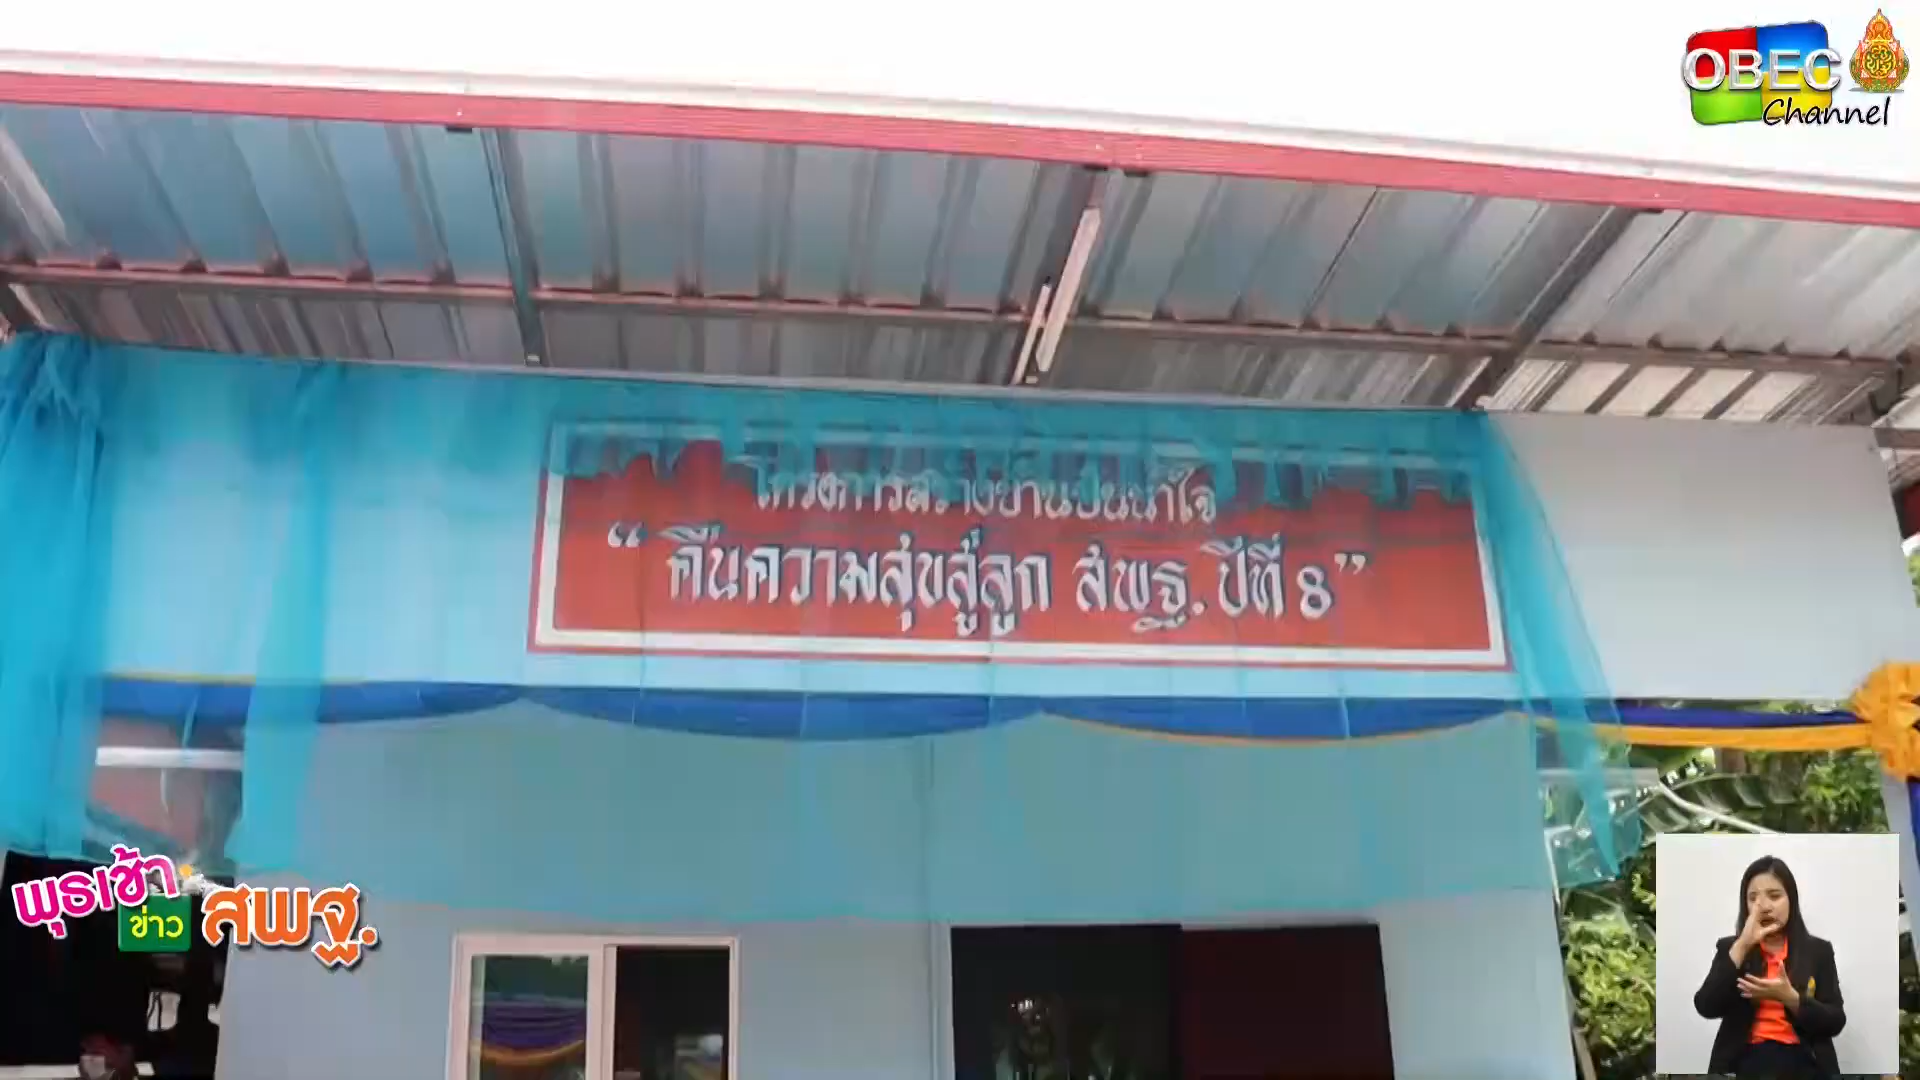 OBEC
Channel
โครงการสร้างบ้านปันน้ำใจ
“ คืนความสุขสู่ลูก สพฐ. ปีที่ 8 ”
พุธเช้า
ข่าว
สพฐ.